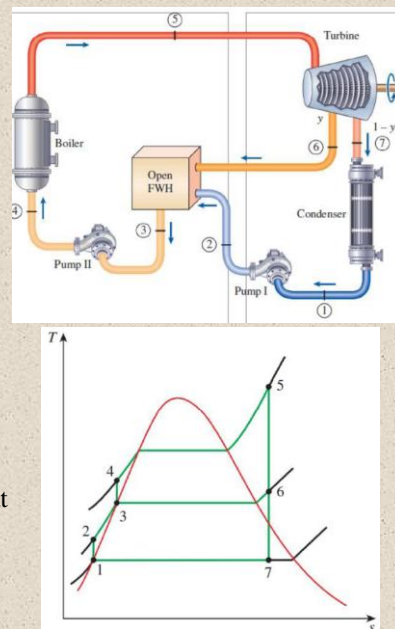 ⑤
Turbine
y
1 – y
⑥
⑦
Boiler
Open
FWH
Condenser
4
③
②
Pump II
Pump I
①
T
5
4
6
2
3
1
7
s